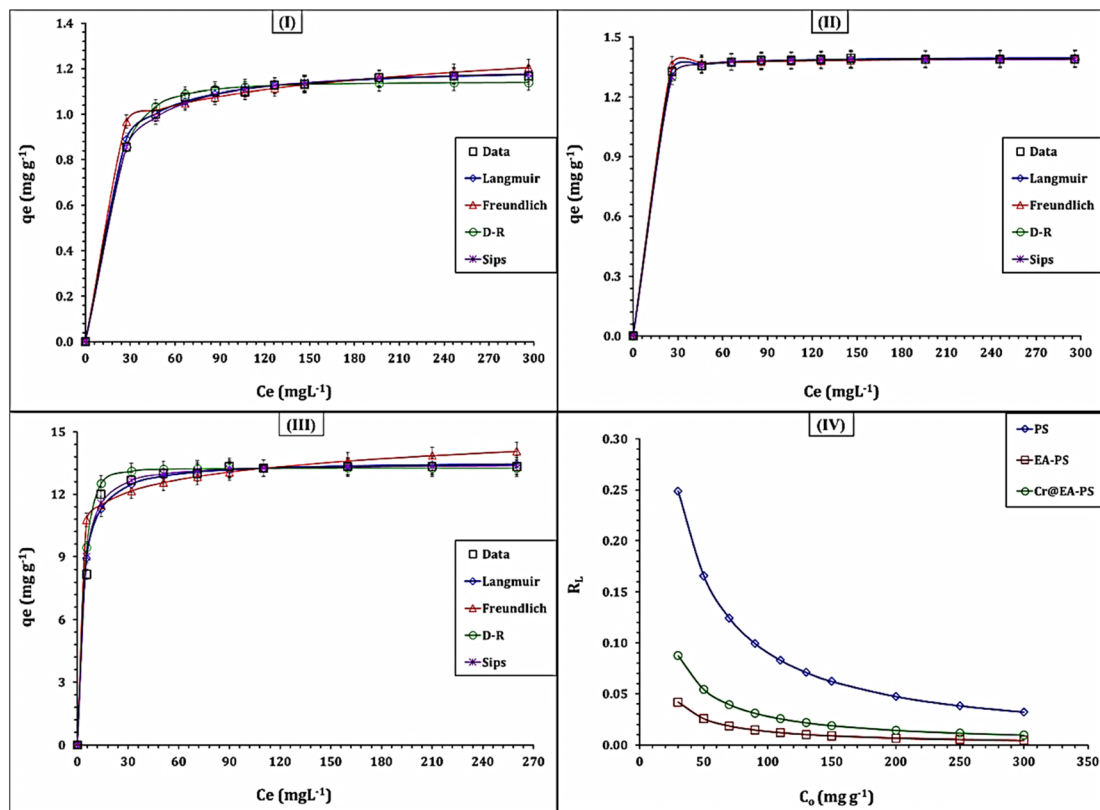 (I)
1.4
1.2
1.0
0.8
0.6
0.4
0.2
0.0
qe (mg g-1)
Data
Langmuir
Freundlich
D-R
Sips
0 30 60 90 120 150 180 210 240 270 300
Ce (mgL-1)
(II)
1.5
1.2
0.9
0.6
0.3
0.0
qe (mg g-1)
Data
Langmuir
Freundlich
D-R
Sips
0 30 60 90 120 150 180 210 240 270 300
Ce (mgL-1)
(III)
15
12
9
6
3
0
qe (mg g-1)
Data
Langmuir
Freundlich
D-R
Sips
0 30 60 90 120 150 180 210 240 270
Ce (mgL-1)
(IV)
0.30
0.25
0.20
0.15
0.10
0.05
0.00
RL
PS
EA-PS
Cr@EA-PS
0 50 100 150 200 250 300 350
Co (mg g-1)